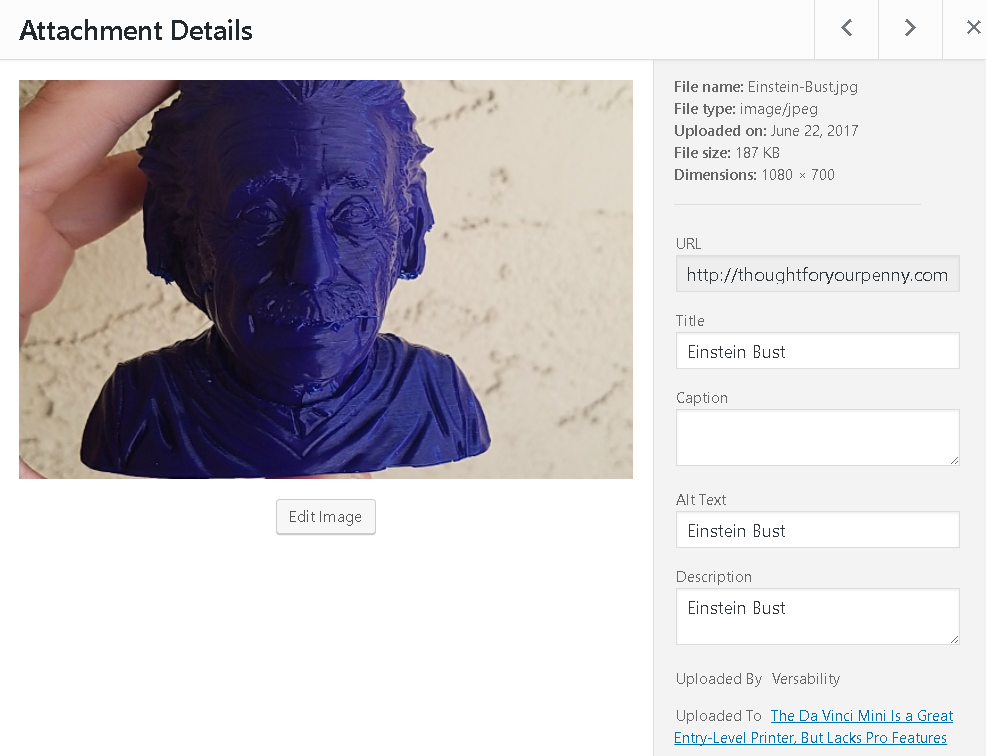 Attachment Details
File name: Einstein-Bust.jpg
File type: image/jpeg
Uploaded on: June 22, 2017
File size: 187 KB
Dimensions: 1080 × 700
URL
http://thoughtforyourpenny.com
Title
Einstein Bust
Caption
Alt Text
Einstein Bust
Description
Einstein Bust
Edit Image
Uploaded By Versability
Uploaded To The Da Vinci Mini Is a Great
Entry-Level Printer, But Lacks Pro Features